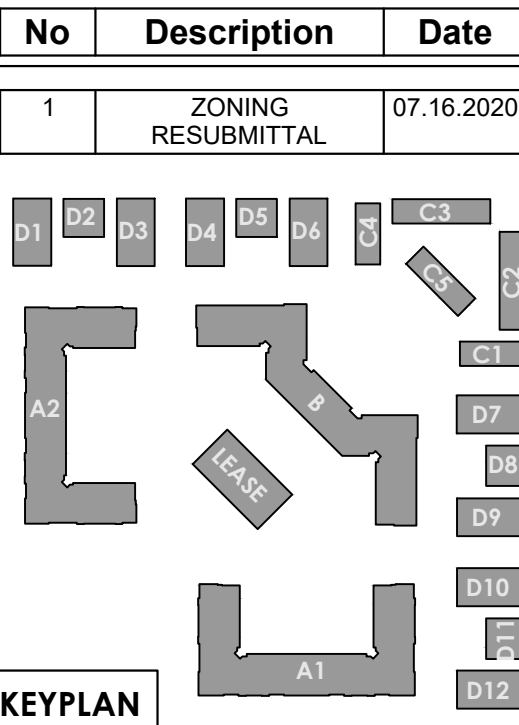 No Description Date
1 ZONING 07.16.2020
RESUBMITTAL
D1 D2 D3 D4 D5 D6 C4 C3
C5 C2
C1
A2 B D7
LEASE D8
D9
D10
D11
A1 D12
KEYPLAN